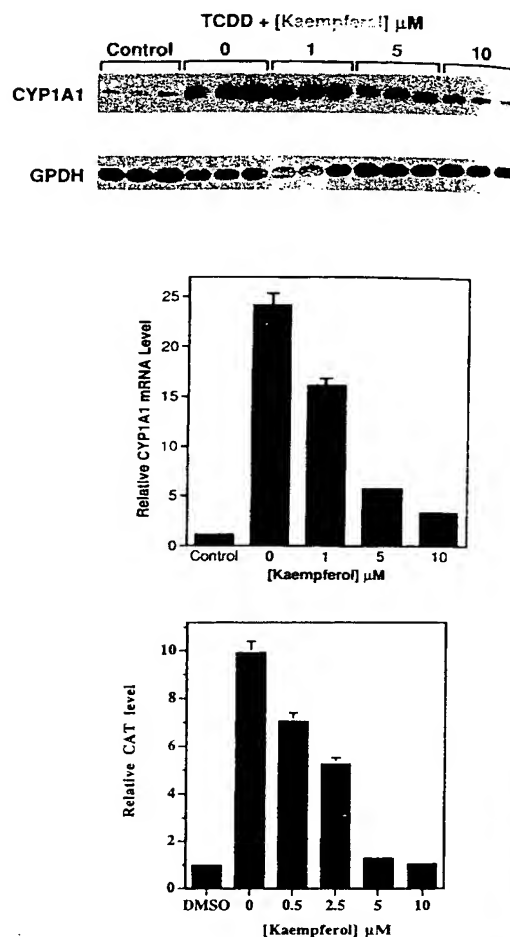 TCDD + [Kaempferol] µM
Control 0 1 5 10
CYP1A1
GPDH
25
20
15
10
5
0
Relative CYP1A1 mRNA Level
Control 0 1 5 10
[Kaempferol] µM
10
8
6
4
2
0
Relative CAT level
DMSO 0 0.5 2.5 5 10
[Kaempferol] µM